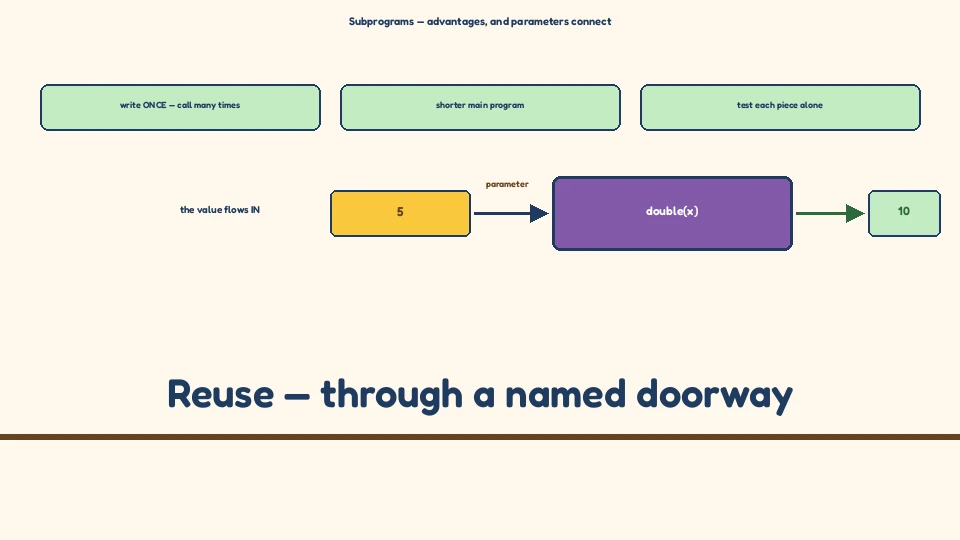 Subprograms — advantages, and parameters connect
write ONCE — call many times
shorter main program
test each piece alone
parameter
the value flows IN
5
double(x)
10
Reuse — through a named doorway